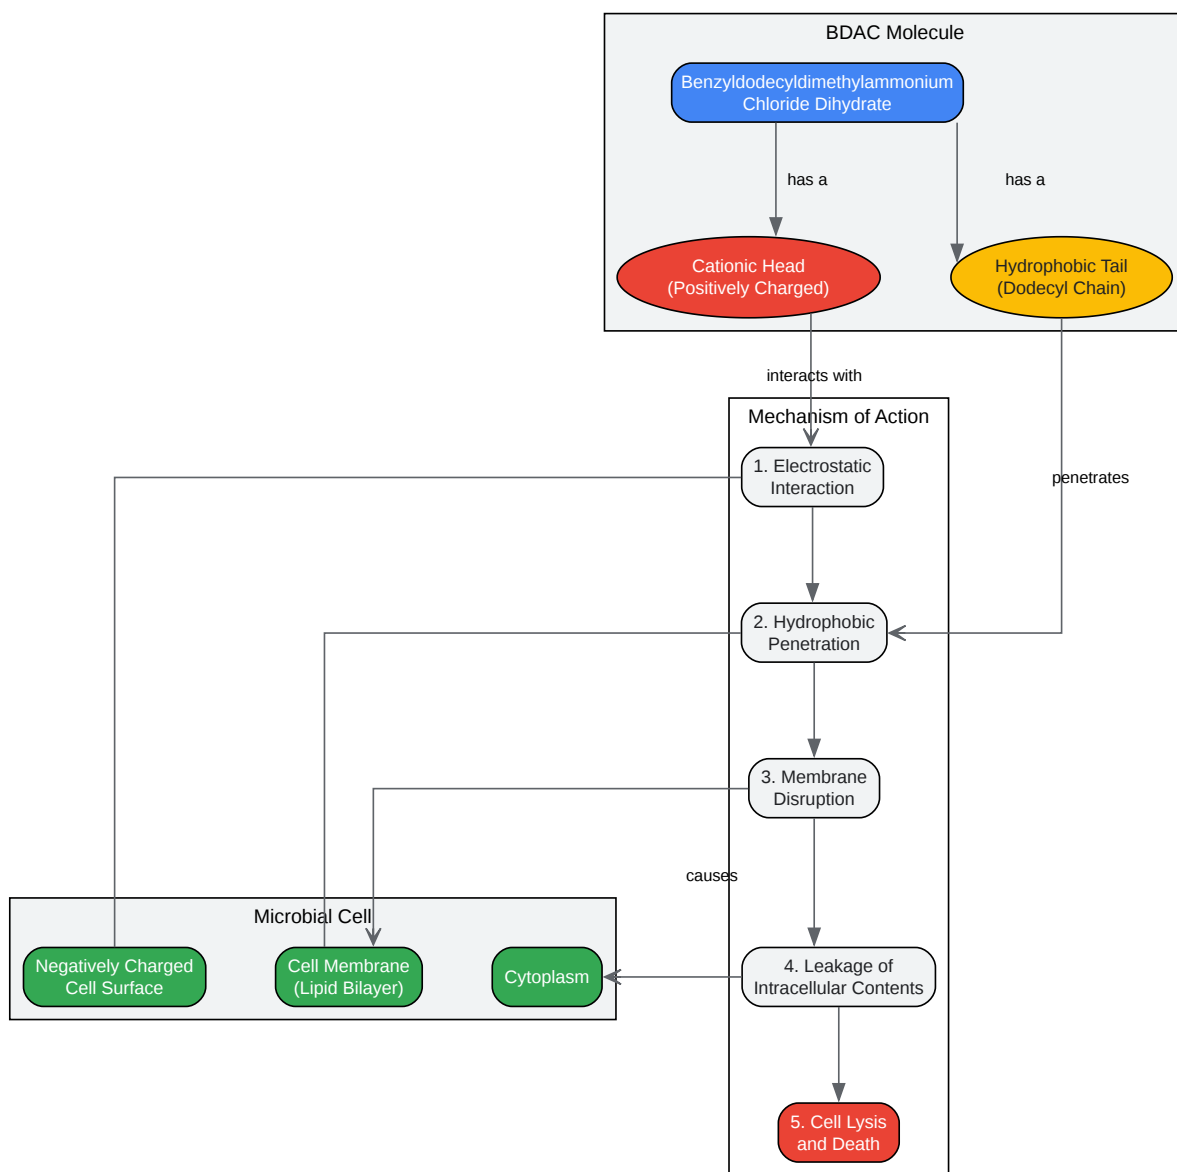 BDAC Molecule
Benzyldodecyldimethylammonium
Chloride Dihydrate
has a
has a
Cationic Head
(Positively Charged)
Hydrophobic Tail
(Dodecyl Chain)
interacts with
Mechanism of Action
1. Electrostatic
Interaction
penetrates
2. Hydrophobic
Penetration
3. Membrane
Disruption
causes
Microbial Cell
Negatively Charged
Cell Surface
Cell Membrane
(Lipid Bilayer)
Cytoplasm
4. Leakage of
Intracellular Contents
5. Cell Lysis
and Death